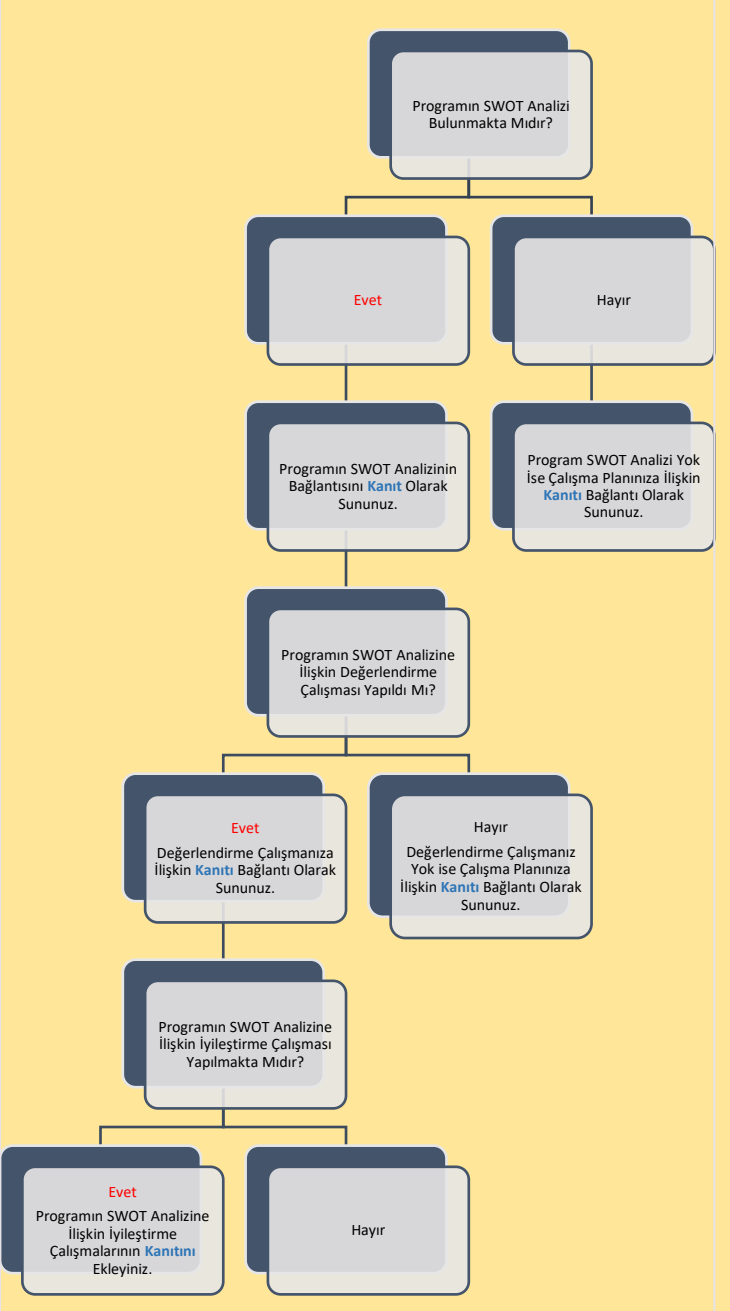 Programın SWOT Analizi
Bulunmakta Mıdır?
Evet
Hayır
Programın SWOT Analizinin
Bağlantısını Kanıt Olarak
Sununuz.
Program SWOT Analizi Yok
İse Çalışma Planınıza İlişkin
Kanıtı Bağlantı Olarak
Sununuz.
Programın SWOT Analizine
İlişkin Değerlendirme
Çalışması Yapıldı Mı?
Evet
Değerlendirme Çalışmanıza
İlişkin Kanıtı Bağlantı Olarak
Sununuz.
Hayır
Değerlendirme Çalışmanız
Yok ise Çalışma Planınıza
İlişkin Kanıtı Bağlantı Olarak
Sununuz.
Programın SWOT Analizine
İlişkin İyileştirme Çalışması
Yapılmakta Mıdır?
Evet
Programın SWOT Analizine
İlişkin İyileştirme
Çalışmalarının Kanıtını
Ekleyiniz.
Hayır